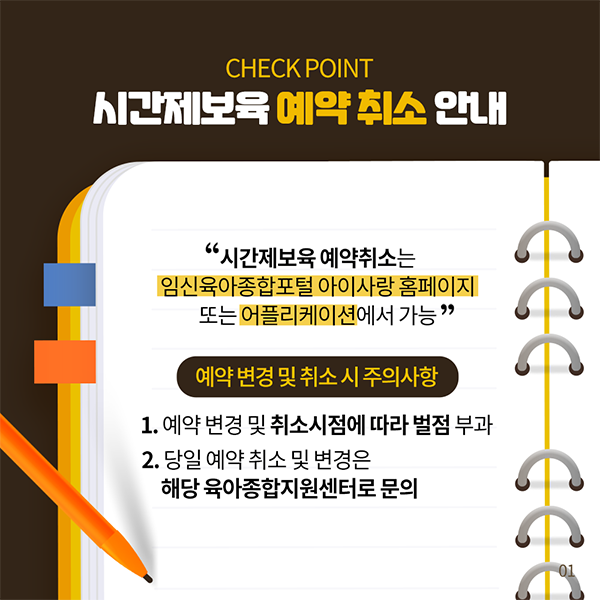 CHECK POINT
시간제보육 예약 취소 안내
“시간제보육 예약취소는
임신육아종합포털 아이사랑 홈페이지
또는 어플리케이션에서 가능”
예약 변경 및 취소 시 주의사항
1. 예약 변경 및 취소시점에 따라 벌점 부과
2. 당일 예약 취소 및 변경은
해당 육아종합지원센터로 문의
01